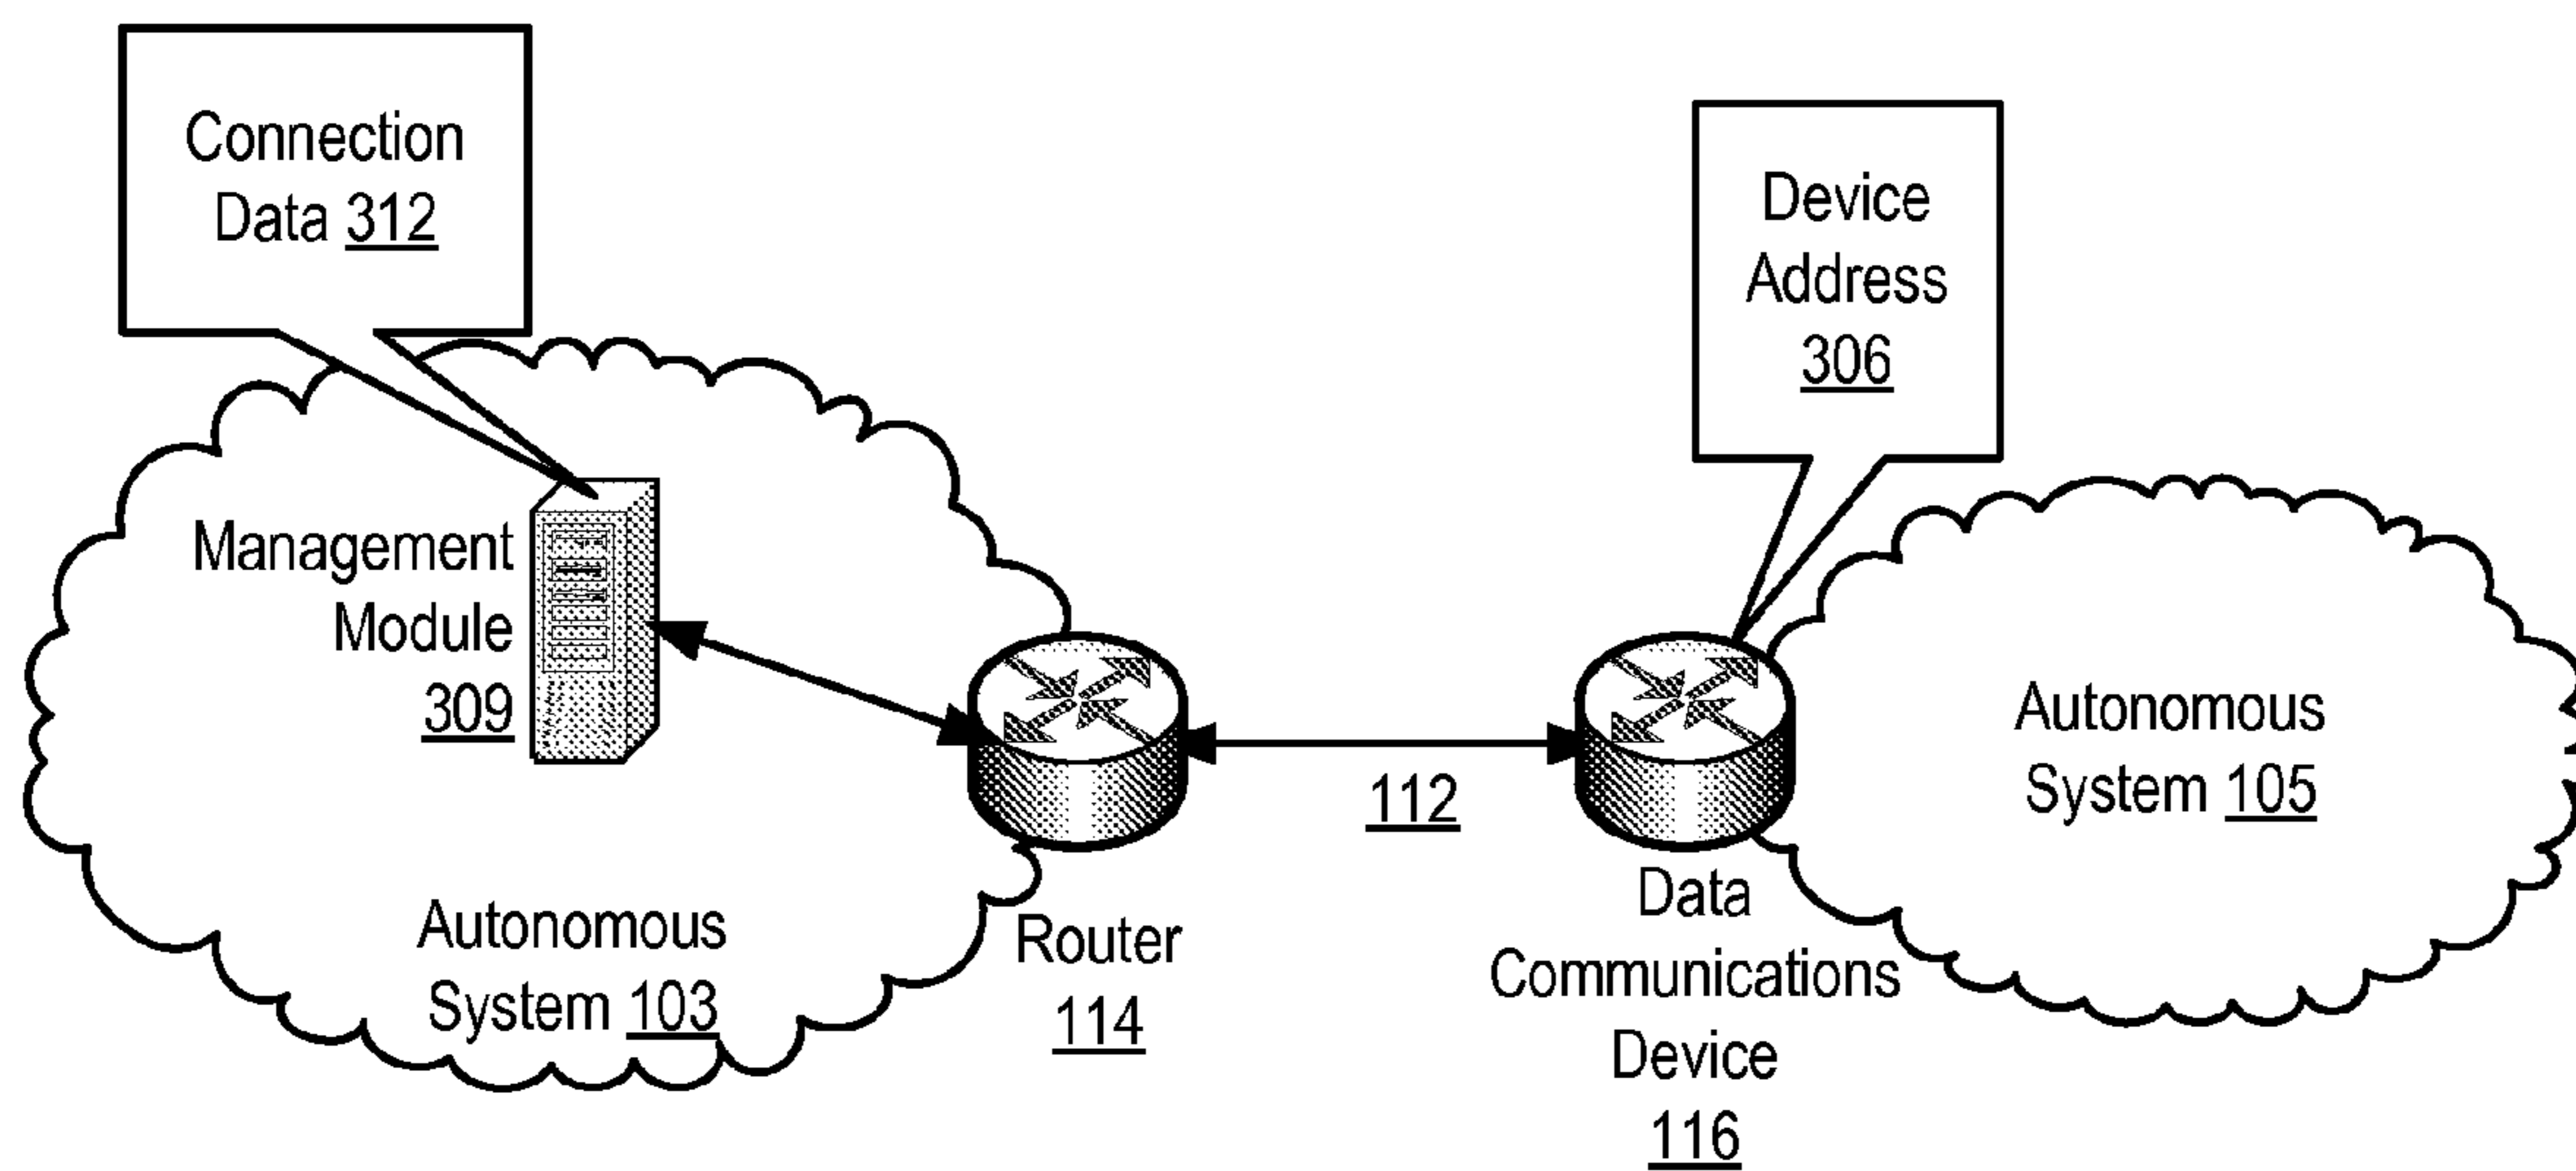 Connection
Data 312
Device
Address
306
Management
Module
309
Autonomous
System 103
Router
114
112
Data
Communications
Device
116
Autonomous
System 105